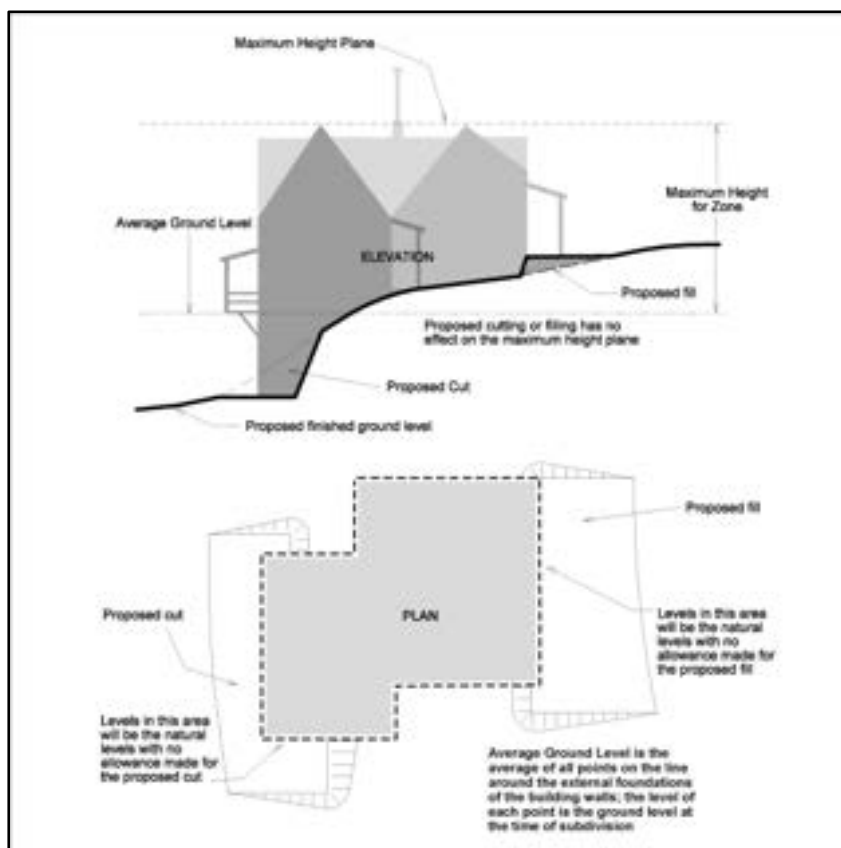 Maximum Height Plane
Maximum Height
for Zone
Average Ground Level
ELEVATION
Proposed fill
Proposed cutting or filling has no
effect on the maximum height plane
Proposed Cut
Proposed finished ground level
Proposed fill
Proposed cut
PLAN
Levels in this area
will be the natural
levels with no
allowance made for
the proposed fill
Levels in this area
will be the natural
levels with no
allowance made for
the proposed cut
Average Ground Level is the
average of all points on the line
around the external foundations
of the building walls; the level of
each point is the ground level at
the time of subdivision